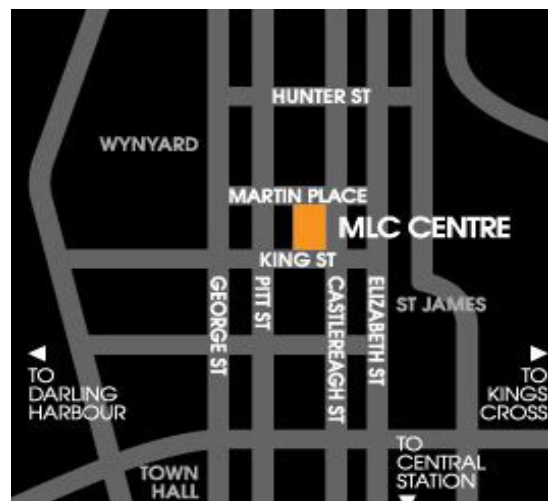 HUNTER ST
WYNYARD
MARTIN PLACE
MLC CENTRE
KING ST
GEORGE ST
PITT ST
CASTLEREAGH ST
ELIZABETH ST
ST JAMES
TO
DARLING
HARBOUR
TO
KINGS
CROSS
TO
CENTRAL
STATION
TOWN
HALL